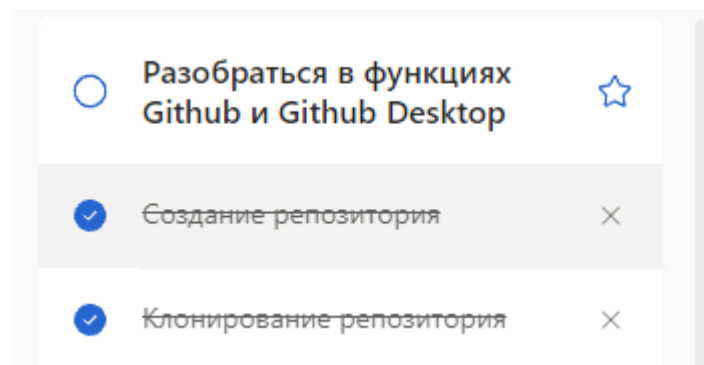 Разобраться в функциях
Github и Github Desktop
Создание репозитория
Клонирование репозитория